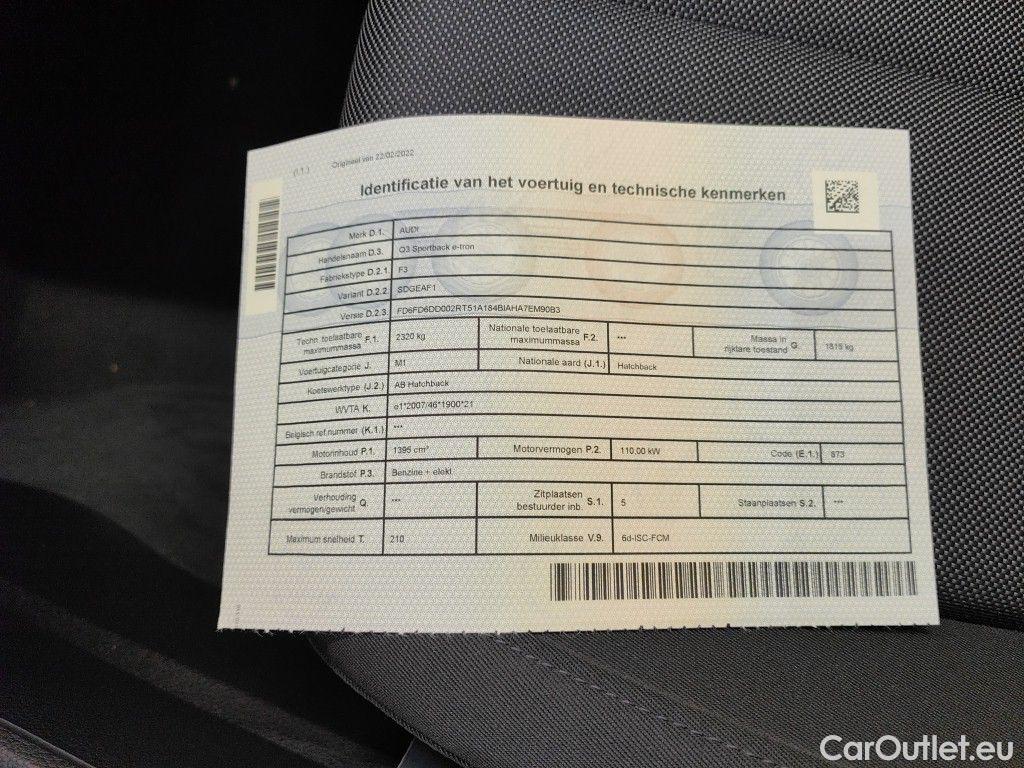 (I.1.) Origineel van 22/02/2022
Identificatie van het voertuig en technische kenmerken
Merk D.1. AUDI
Handelsnaam D.3. Q3 Sportback e-tron
Fabriekstype D.2.1. F3
Variant D.2.2. SDGEAF1
Versie D.2.3. FD6FD6DD002RT51A184BIAHA7EM90B3
Techn. toelaatbare maximummassa F.1. 2320 kg Nationale toelaatbare maximummassa F.2. *** Massa in rijklare toestand G. 1815 kg
Voertuigcategorie J. M1 Nationale aard (J.1.) Hatchback
Koetswerktype (J.2.) AB Hatchback
WVTA K. e1*2007/46*1900*21
Belgisch ref.nummer (K.1.) ***
Motorinhoud P.1. 1395 cm³ Motorvermogen P.2. 110,00 kW Code (E.1.) 873
Brandstof P.3. Benzine + elekt
Verhouding vermogen/gewicht Q. *** Zitplaatsen bestuurder inb. S.1. 5 Staanplaatsen S.2. ***
Maximum snelheid T. 210 Milieuklasse V.9. 6d-ISC-FCM
CarOutlet.eu